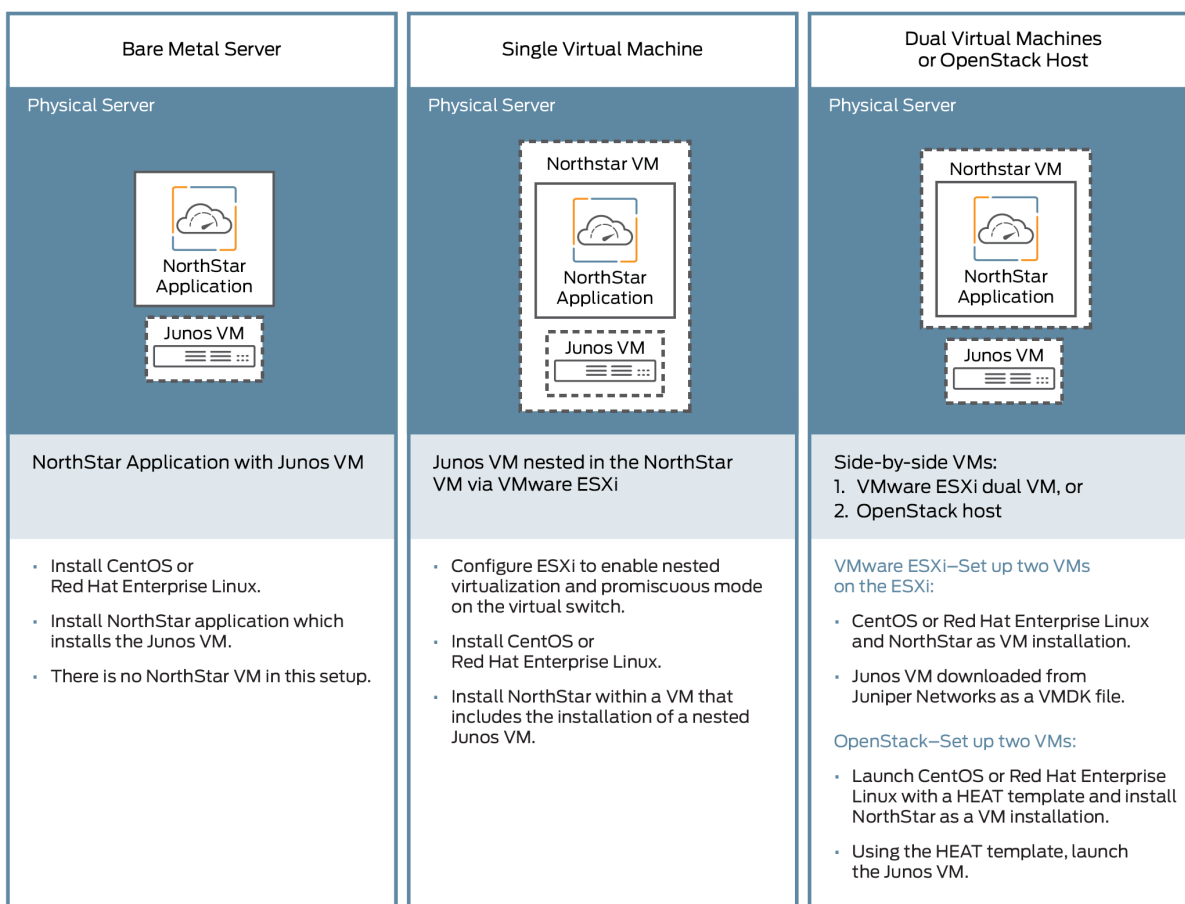 Bare Metal Server
Physical Server
NorthStar
Application
Junos VM
NorthStar Application with Junos VM
· Install CentOS or
Red Hat Enterprise Linux.
· Install NorthStar application which
installs the Junos VM.
· There is no NorthStar VM in this setup.
Single Virtual Machine
Physical Server
Northstar VM
NorthStar
Application
Junos VM
Junos VM nested in the NorthStar
VM via VMware ESXi
· Configure ESXi to enable nested
virtualization and promiscuous mode
on the virtual switch.
· Install CentOS or
Red Hat Enterprise Linux.
· Install NorthStar within a VM that
includes the installation of a nested
Junos VM.
Dual Virtual Machines
or OpenStack Host
Physical Server
Northstar VM
NorthStar
Application
Junos VM
Side-by-side VMs:
1. VMware ESXi dual VM, or
2. OpenStack host
VMware ESXi–Set up two VMs
on the ESXi:
· CentOS or Red Hat Enterprise Linux
and NorthStar as VM installation.
· Junos VM downloaded from
Juniper Networks as a VMDK file.
OpenStack–Set up two VMs:
· Launch CentOS or Red Hat Enterprise
Linux with a HEAT template and install
NorthStar as a VM installation.
· Using the HEAT template, launch
the Junos VM.